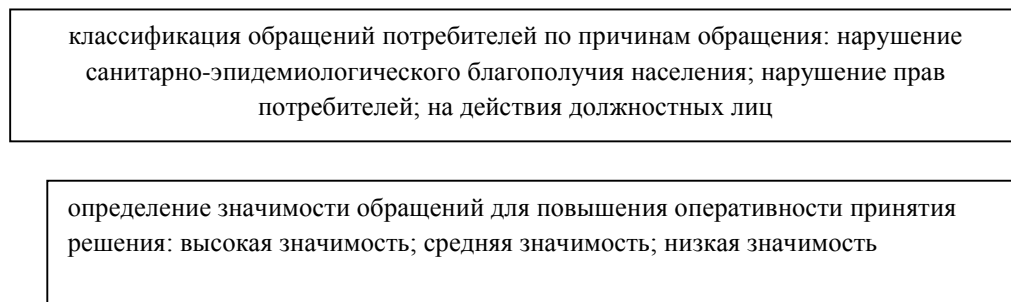 классификация обращений потребителей по причинам обращения: нарушение
санитарно-эпидемиологического благополучия населения; нарушение прав
потребителей; на действия должностных лиц
определение значимости обращений для повышения оперативности принятия
решения: высокая значимость; средняя значимость; низкая значимость